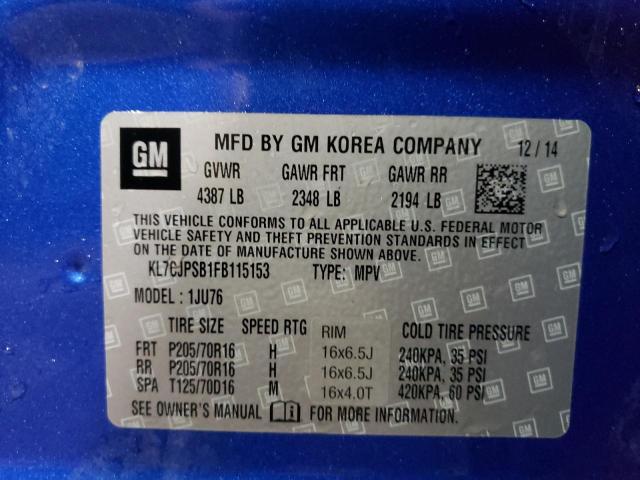 GM MFD BY GM KOREA COMPANY 12/14
GVWR GAWR FRT GAWR RR
4387 LB 2348 LB 2194 LB
THIS VEHICLE CONFORMS TO ALL APPLICABLE U.S. FEDERAL MOTOR
VEHICLE SAFETY AND THEFT PREVENTION STANDARDS IN EFFECT
ON THE DATE OF MANUFACTURE SHOWN ABOVE.
KL7CJPSB1FB115153 TYPE: MPV
MODEL : 1JU76
TIRE SIZE SPEED RTG RIM COLD TIRE PRESSURE
FRT P205/70R16 H 16x6.5J 240KPA, 35 PSI
RR P205/70R16 H 16x6.5J 240KPA, 35 PSI
SPA T125/70D16 M 16x4.0T 420KPA, 60 PSI
SEE OWNER'S MANUAL FOR MORE INFORMATION.